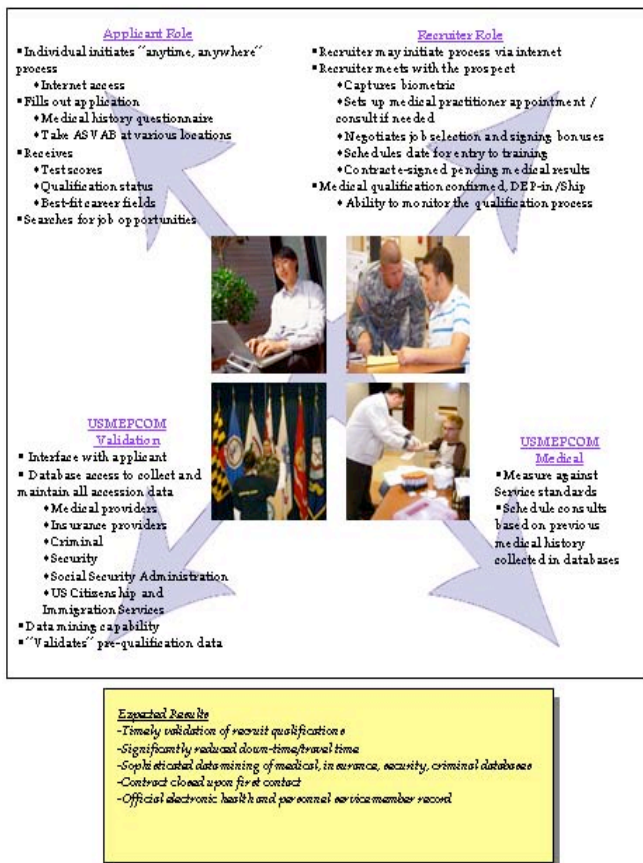 Applicant Role
▪Individual initiates "anytime, anywhere"
process
♦Internet access
▪Fills out application
♦Medical history questionnaire
♦Take ASVAB at various locations
▪Receives
♦Test scores
♦Qualification status
♦Best-fit career fields
▪Searches for job opportunities
Recruiter Role
▪Recruiter may initiate process via internet
▪Recruiter meets with the prospect
♦Captures biometric
♦Sets up medical practitioner appointment /
consult if needed
♦Negotiates job selection and signing bonuses
♦Schedules date for entry to training
♦Contract e-signed pending medical results
▪Medical qualification confirmed, DEP-in /Ship
♦Ability to monitor the qualification process
USMEPCOM
Validation
▪ Interface with applicant
▪ Database access to collect and
maintain all accession data
♦Medical providers
♦Insurance providers
♦Criminal
♦Security
♦Social Security Administration
♦US Citizenship and
Immigration Services
▪Data mining capability
▪"Validates" pre-qualification data
USMEPCOM
Medical
▪ Measure against
Service standards
▪ Schedule consults
based on previous
medical history
collected in databases
Expected Results
-Timely validation of recruit qualifications
-Significantly reduced down-time/travel time
-Sophisticated data mining of medical, insurance, security, criminal databases
-Contract closed upon first contact
-Official electronic health and personnel service member record